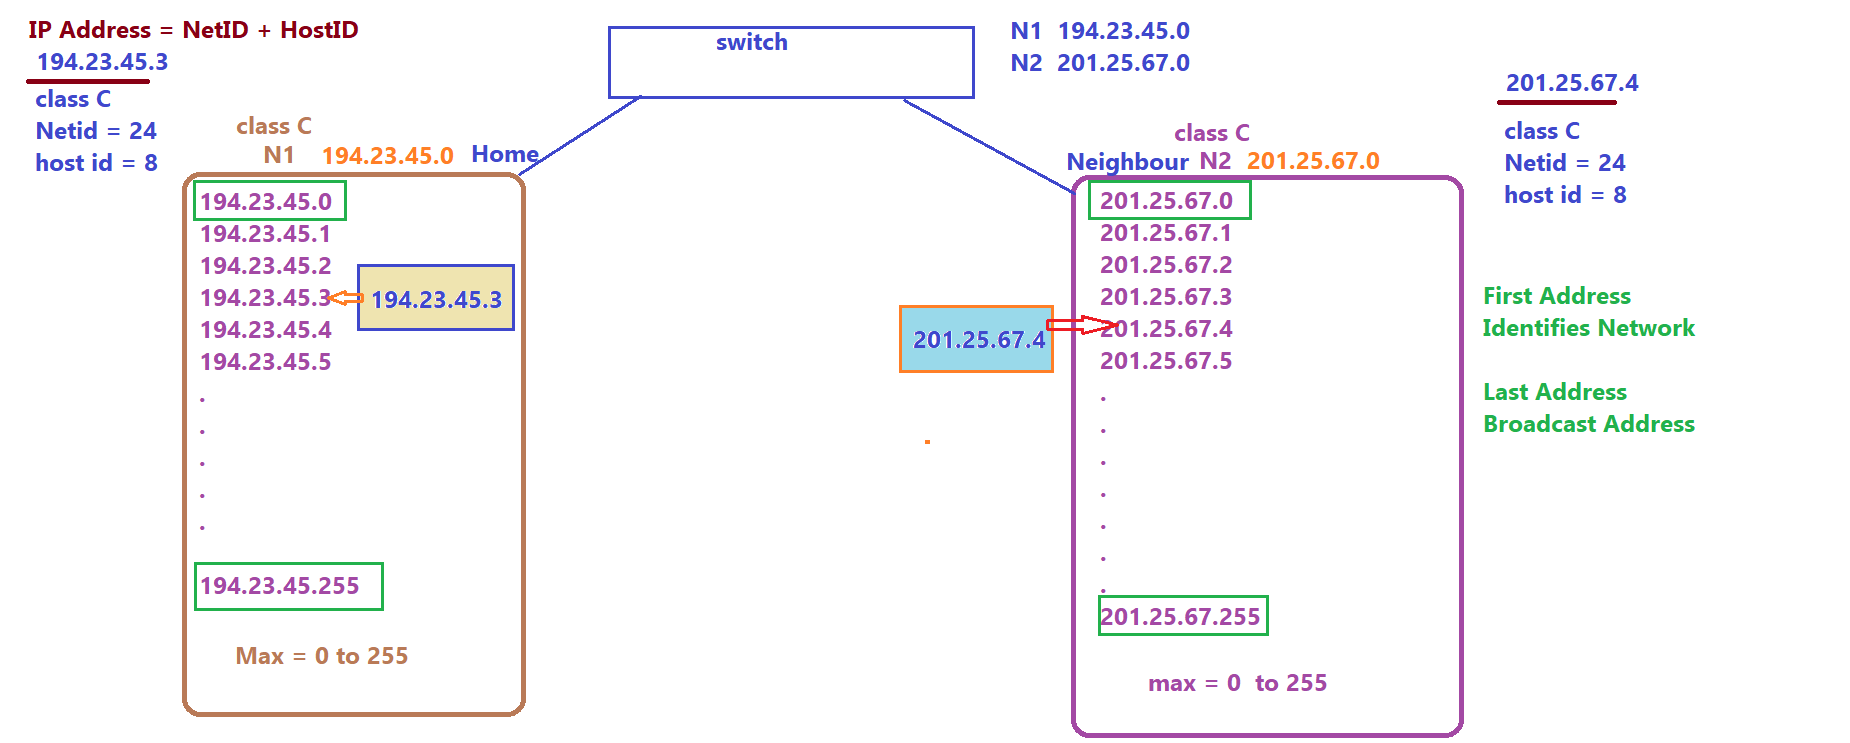 IP Address = NetID + HostID
194.23.45.3
class C
Netid = 24
host id = 8
switch
N1 194.23.45.0
N2 201.25.67.0
201.25.67.4
class C
Netid = 24
host id = 8
class C
N1 194.23.45.0 Home
194.23.45.0
194.23.45.1
194.23.45.2
194.23.45.3
194.23.45.4
194.23.45.5
.
.
.
.
.
194.23.45.255
Max = 0 to 255
194.23.45.3
class C
Neighbour N2 201.25.67.0
201.25.67.0
201.25.67.1
201.25.67.2
201.25.67.3
201.25.67.4
201.25.67.5
.
.
.
.
.
.
.
201.25.67.255
max = 0 to 255
201.25.67.4
First Address
Identifies Network
Last Address
Broadcast Address